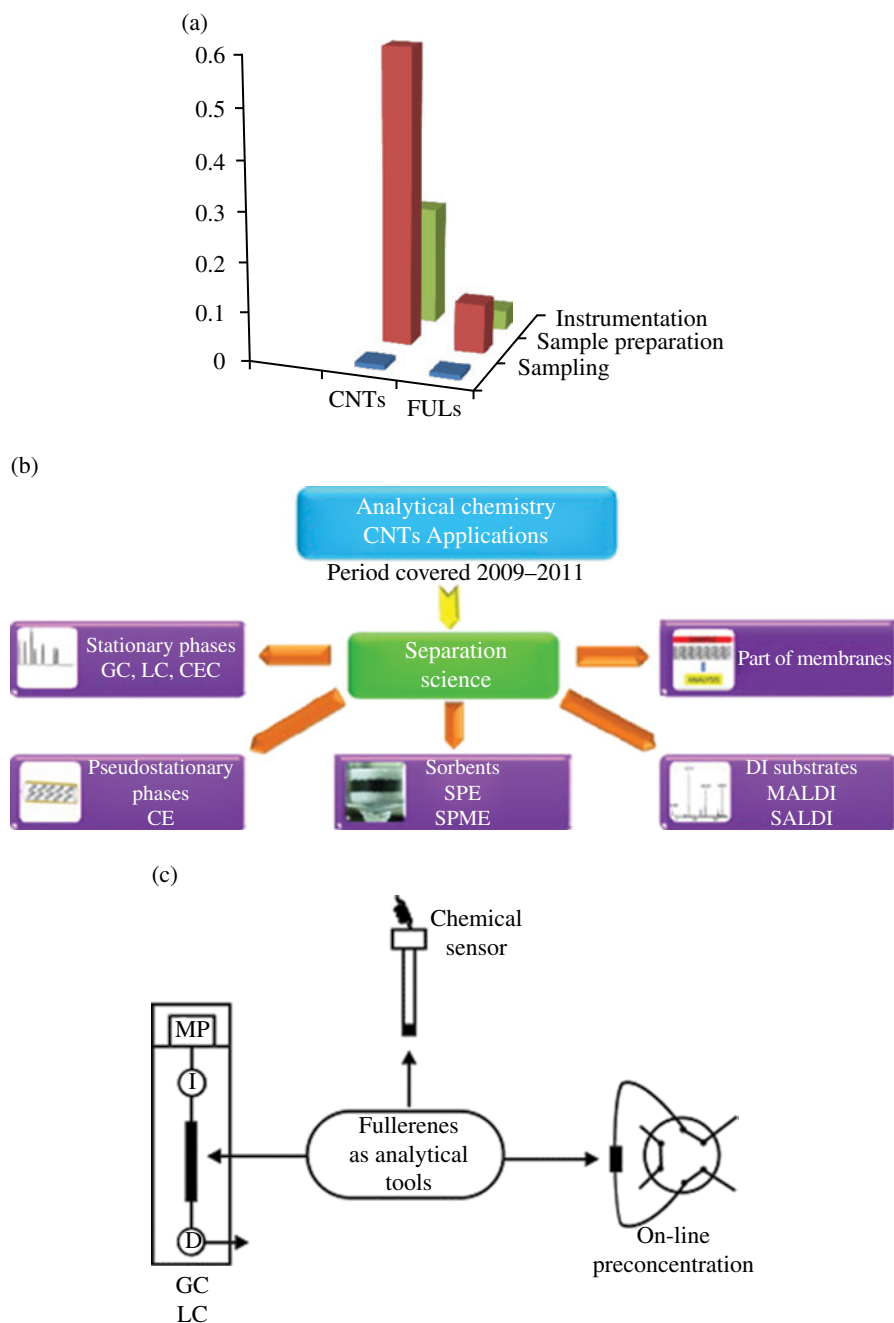 (a)
0.6
0.5
0.4
0.3
0.2
0.1
0
Instrumentation
Sample preparation
Sampling
CNTs
FULs
(b)
Analytical chemistry
CNTs Applications
Period covered 2009–2011
Stationary phases
GC, LC, CEC
Separation
science
Part of membranes
ANALYSIS
Pseudostationary
phases
CE
Sorbents
SPE
SPME
DI substrates
MALDI
SALDI
(c)
Chemical
sensor
MP
I
D
GC
LC
Fullerenes
as analytical
tools
On-line
preconcentration